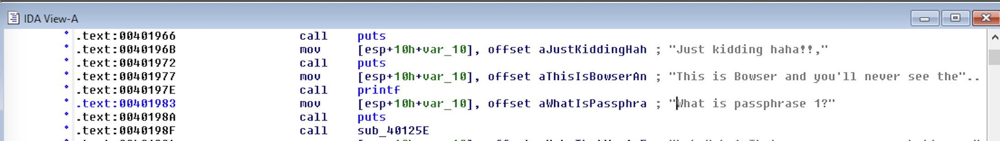 IDA View-A
.text:00401966 call puts
.text:0040196B mov [esp+10h+var_10], offset aJustKiddingHah ; "Just kidding haha!!,"
.text:00401972 call puts
.text:00401977 mov [esp+10h+var_10], offset aThisIsBowserAn ; "This is Bowser and you'll never see the"..
.text:0040197E call printf
.text:00401983 mov [esp+10h+var_10], offset aWhatIsPassphra ; "What is passphrase 1?"
.text:0040198A call puts
.text:0040198F call sub_40125E